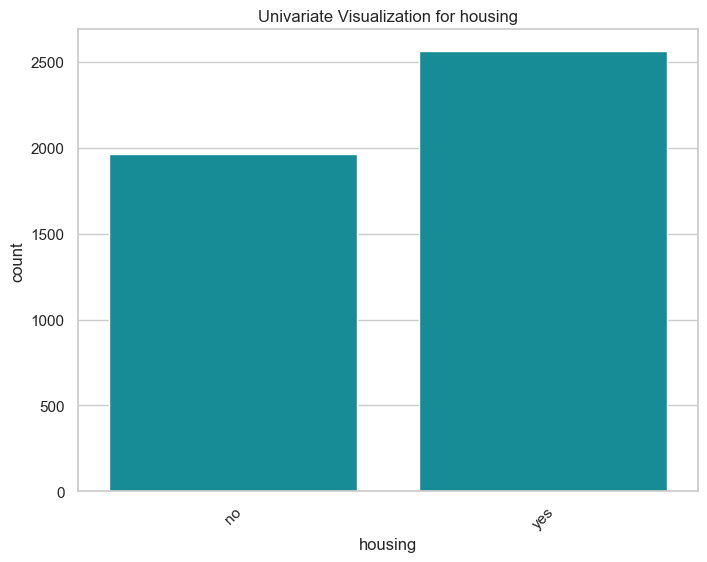 Univariate Visualization for housing
2500
2000
1500
1000
500
0
count
no
yes
housing